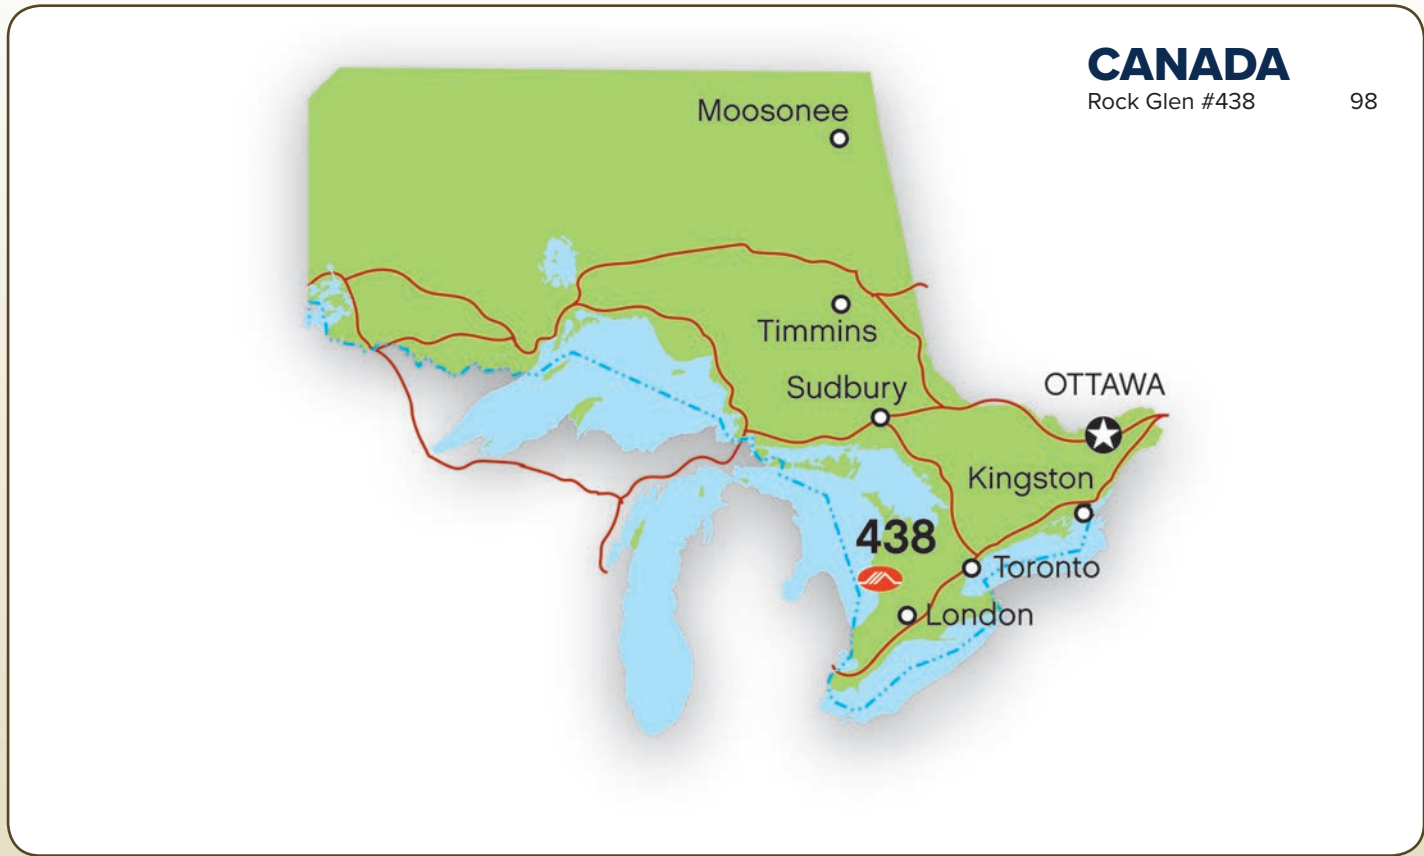 CANADA
Rock Glen #438 98
Moosonee
Timmins
Sudbury
OTTAWA
Kingston
438
Toronto
London